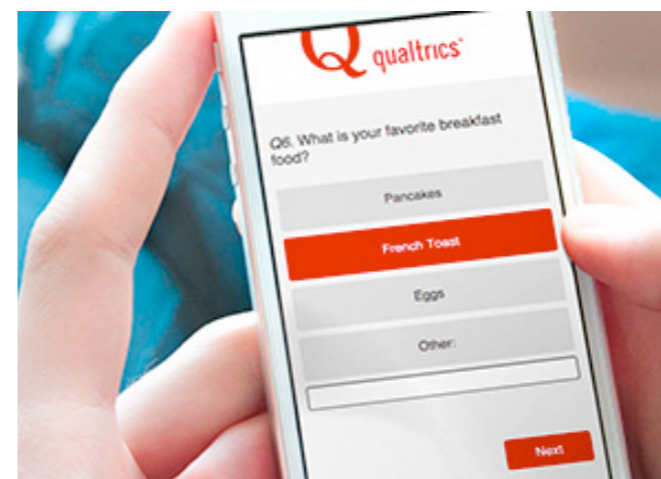 Q qualtrics
Q6. What is your favorite breakfast
food?
Pancakes
French Toast
Eggs
Other:
Next